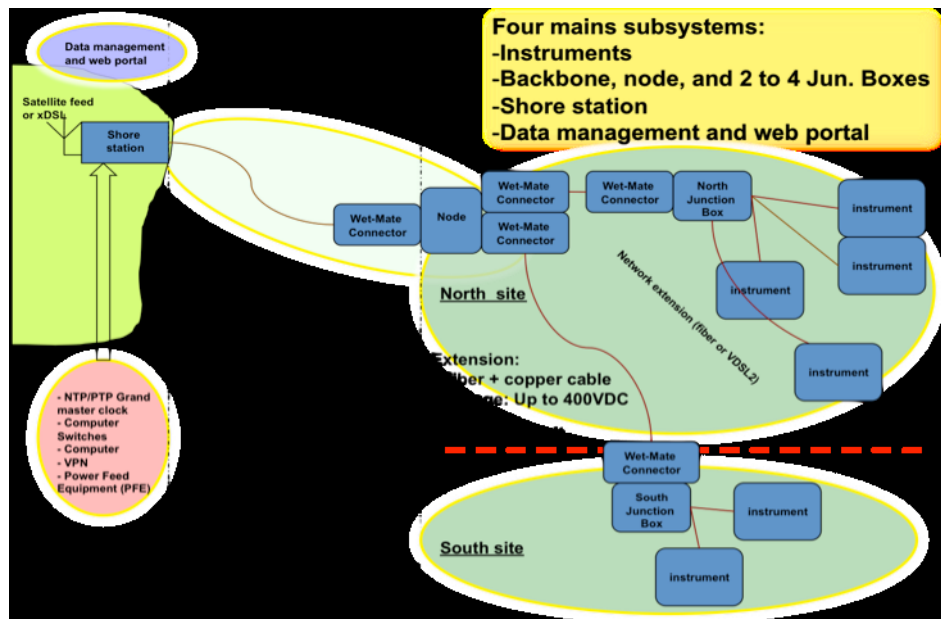 Four mains subsystems:
-Instruments
-Backbone, node, and 2 to 4 Jun. Boxes
-Shore station
-Data management and web portal
Data management
and web portal
Satellite feed
or xDSL
Shore
station
Wet-Mate
Connector
Node
Wet-Mate
Connector
Wet-Mate
Connector
Wet-Mate
Connector
North
Junction
Box
instrument
instrument
instrument
instrument
Network extension (fiber or VDSL2)
North site
Extension:
+ copper cable
Up to 400VDC
- NTP/PTP Grand
master clock
- Computer
Switches
- Computer
- VPN
- Power Feed
Equipment (PFE)
Wet-Mate
Connector
South
Junction
Box
instrument
instrument
South site